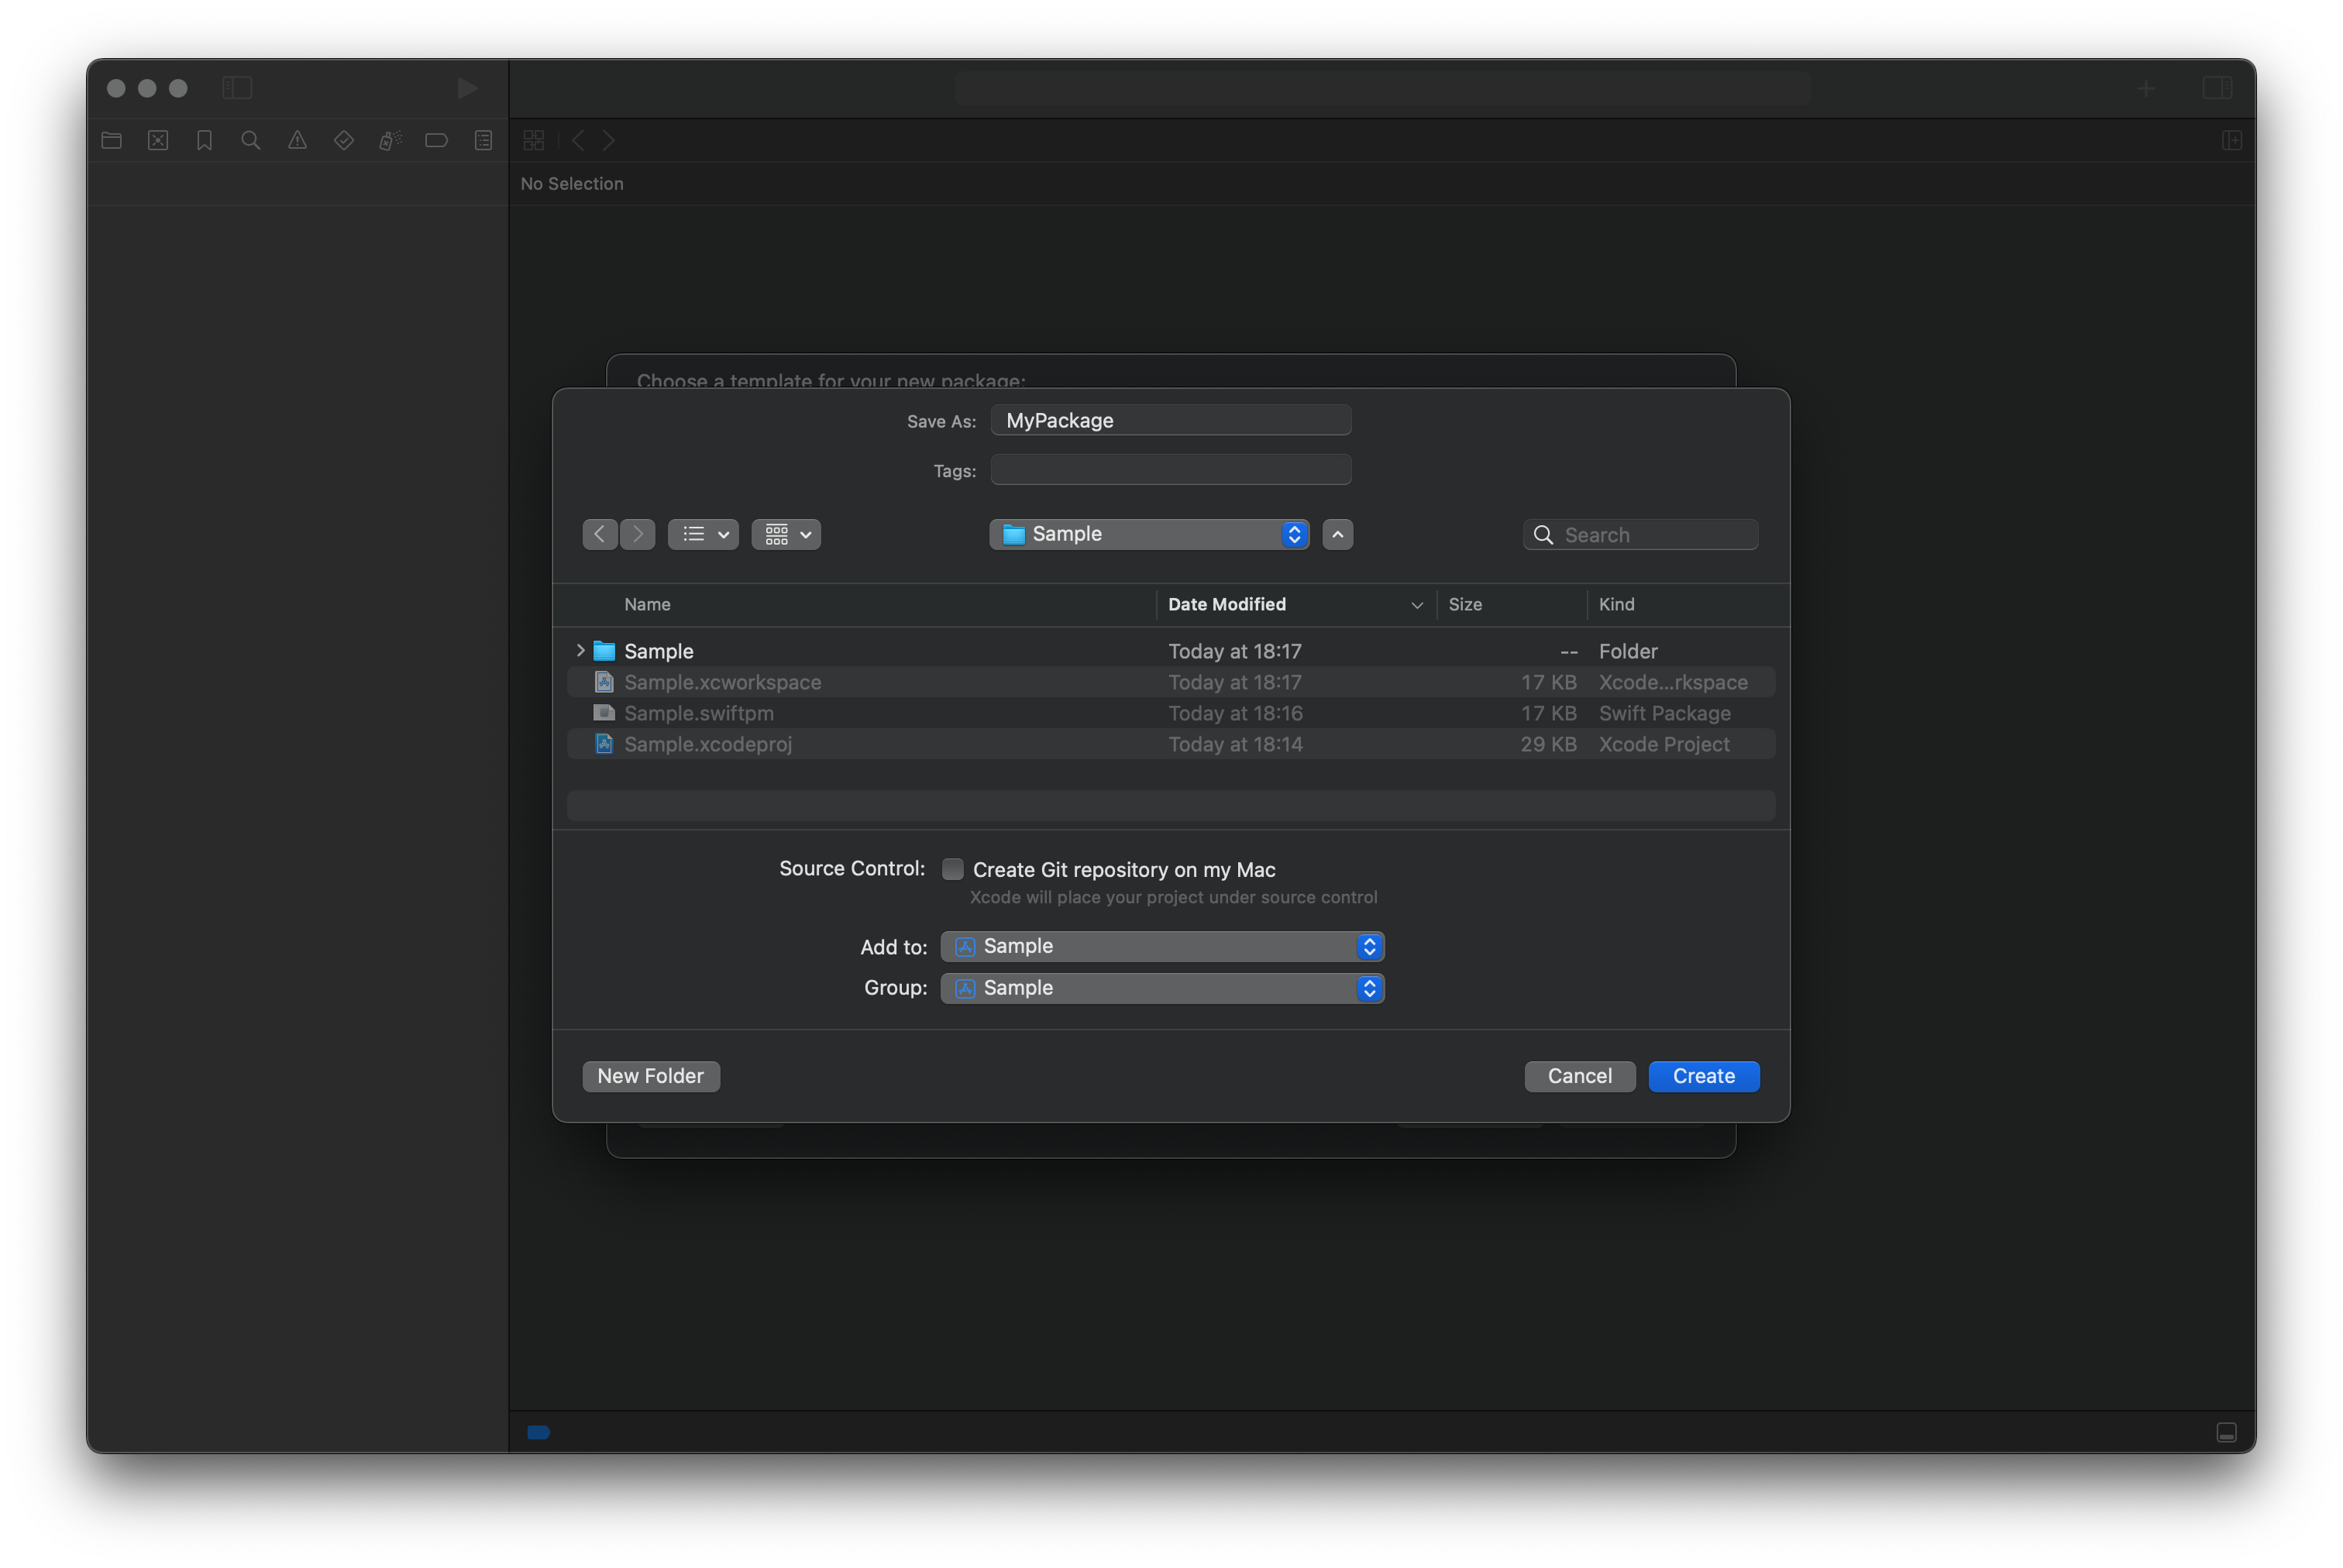 No Selection
Choose a template for your new package:
Save As: MyPackage
Tags:
Sample
Search
Name Date Modified Size Kind
Sample Today at 18:17 -- Folder
Sample.xcworkspace Today at 18:17 17 KB Xcode...rkspace
Sample.swiftpm Today at 18:16 17 KB Swift Package
Sample.xcodeproj Today at 18:14 29 KB Xcode Project
Source Control: Create Git repository on my Mac
Xcode will place your project under source control
Add to: Sample
Group: Sample
New Folder Cancel Create